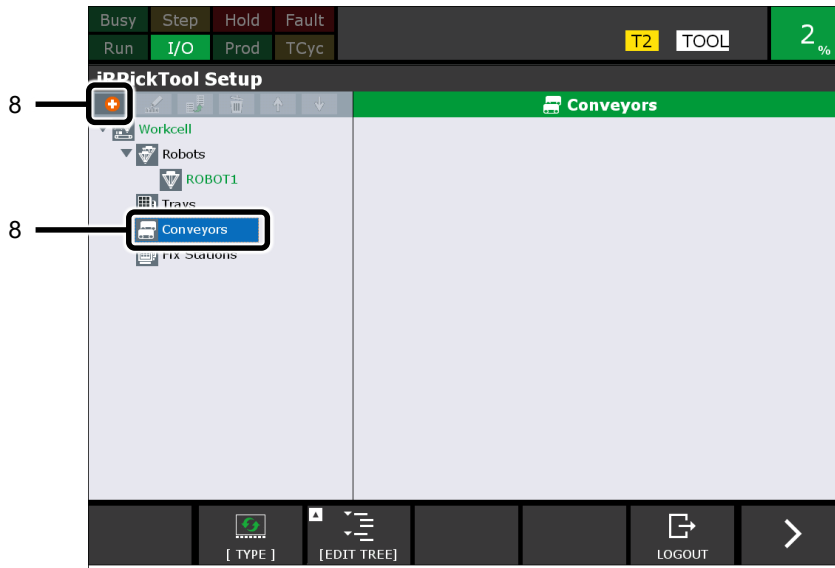 Busy Step Hold Fault
Run I/O Prod TCyc
T2 TOOL
2 %
iRPickTool Setup
8
Conveyors
Workcell
Robots
ROBOT1
Trays
8
Conveyors
Fix Stations
[ TYPE ]
[EDIT TREE]
LOGOUT